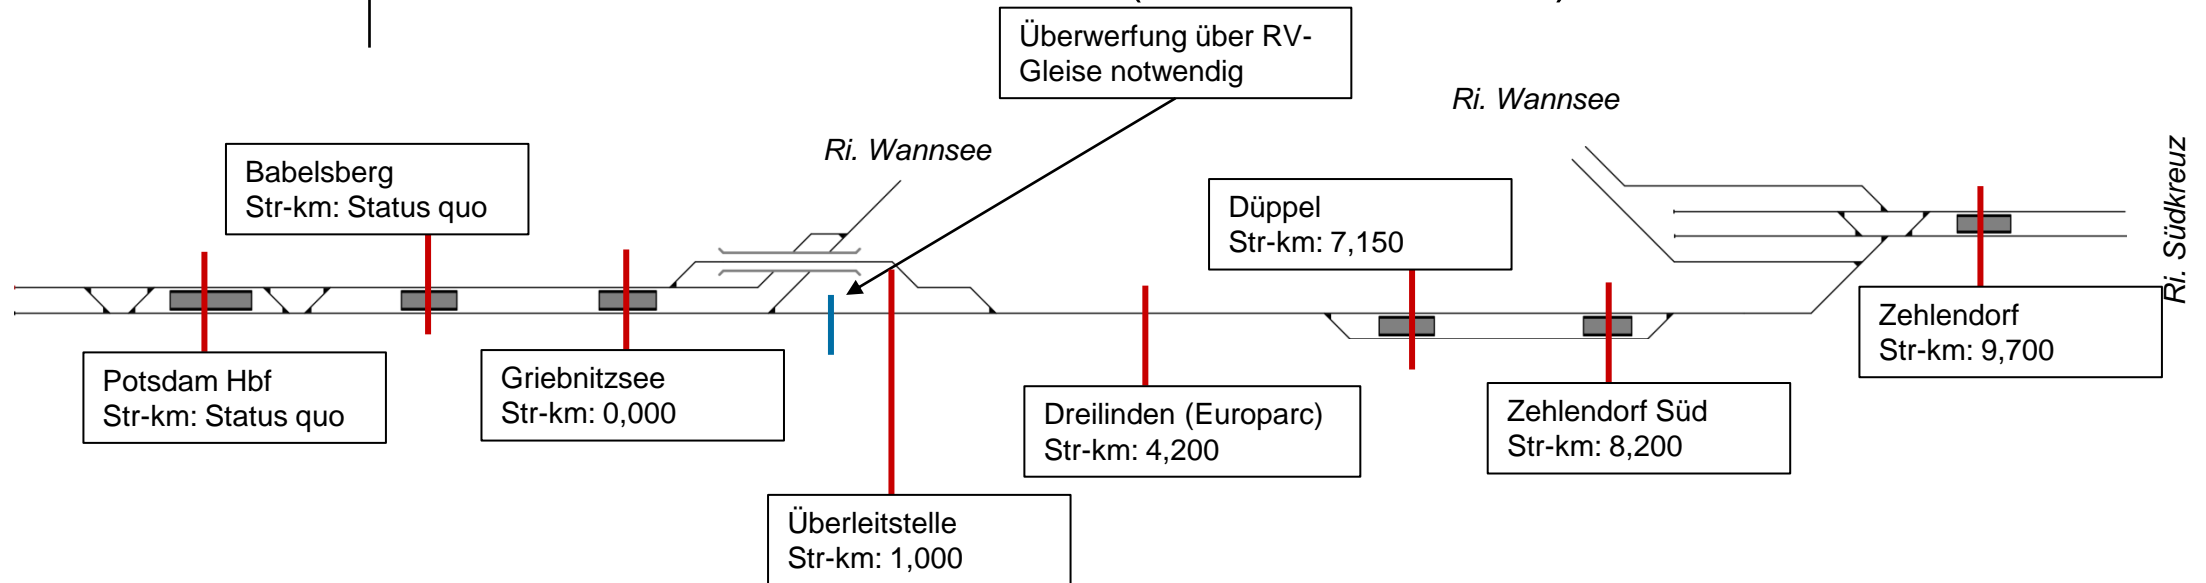 Überwerfung über RV-
Gleise notwendig
Ri. Wannsee
Ri. Wannsee
Ri. Südkreuz
Babelsberg
Str-km: Status quo
Düppel
Str-km: 7,150
Zehlendorf
Str-km: 9,700
Potsdam Hbf
Str-km: Status quo
Griebnitzsee
Str-km: 0,000
Dreilinden (Europarc)
Str-km: 4,200
Zehlendorf Süd
Str-km: 8,200
Überleitstelle
Str-km: 1,000